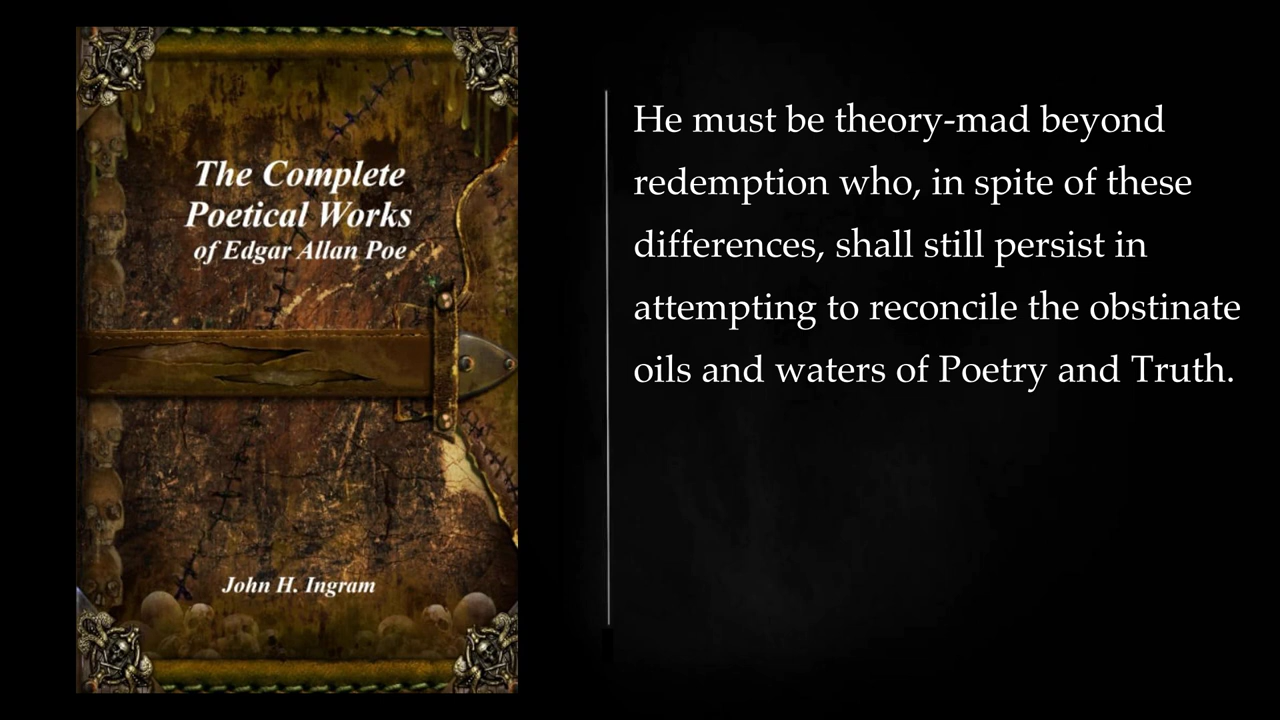 The Complete
Poetical Works
of Edgar Allan Poe
John H. Ingram
He must be theory-mad beyond
redemption who, in spite of these
differences, shall still persist in
attempting to reconcile the obstinate
oils and waters of Poetry and Truth.